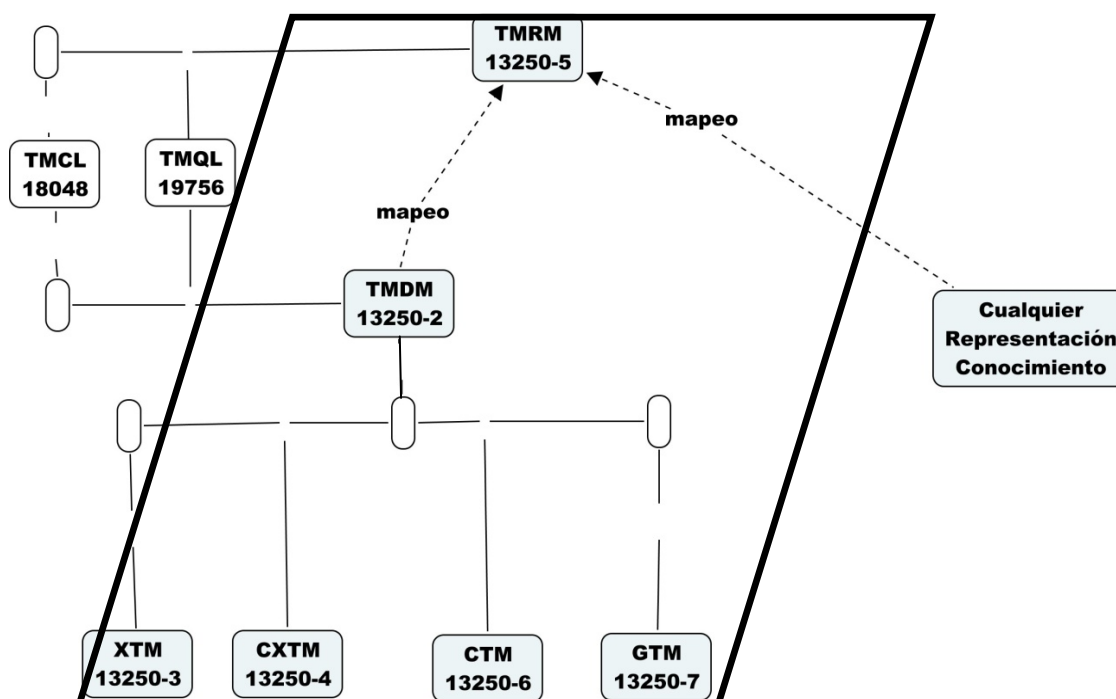 TMRM
13250-5
mapeo
TMCL
18048
TMQL
19756
mapeo
TMDM
13250-2
Cualquier
Representación
Conocimiento
XTM
13250-3
CXTM
13250-4
CTM
13250-6
GTM
13250-7